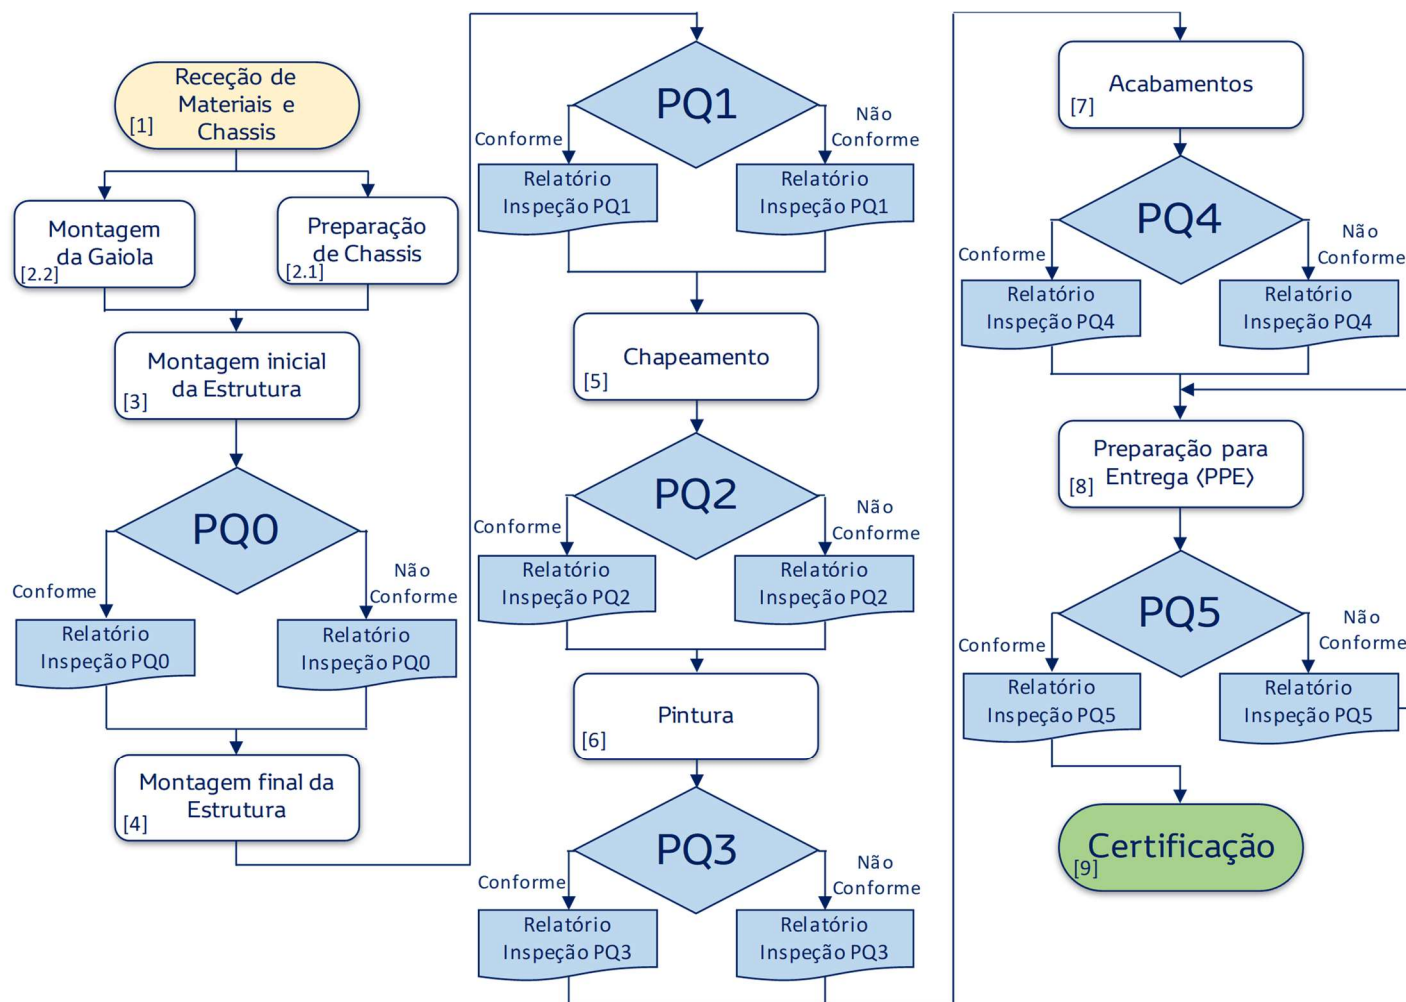 Receção de
Materiais e
Chassis
[1]
Montagem
da Gaiola
[2.2]
Preparação
de Chassis
[2.1]
Montagem inicial
da Estrutura
[3]
PQ0
Conforme
Não
Conforme
Relatório
Inspeção PQ0
Relatório
Inspeção PQ0
Montagem final da
Estrutura
[4]
PQ1
Conforme
Não
Conforme
Relatório
Inspeção PQ1
Relatório
Inspeção PQ1
Chapeamento
[5]
PQ2
Conforme
Não
Conforme
Relatório
Inspeção PQ2
Relatório
Inspeção PQ2
Pintura
[6]
PQ3
Conforme
Não
Conforme
Relatório
Inspeção PQ3
Relatório
Inspeção PQ3
Acabamentos
[7]
PQ4
Conforme
Não
Conforme
Relatório
Inspeção PQ4
Relatório
Inspeção PQ4
Preparação para
Entrega (PPE)
[8]
PQ5
Conforme
Não
Conforme
Relatório
Inspeção PQ5
Relatório
Inspeção PQ5
Certificação
[9]